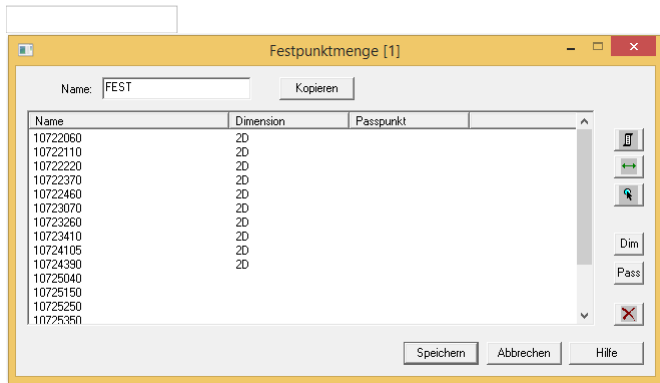 Festpunktmenge [1]
Name: FEST Kopieren
Name Dimension Passpunkt
10722060 2D
10722110 2D
10722220 2D
10722370 2D
10722460 2D
10723070 2D
10723260 2D
10723410 2D
10724105 2D
10724390 2D
10725040
10725150
10725250
10725350
Dim
Pass
Speichern Abbrechen Hilfe